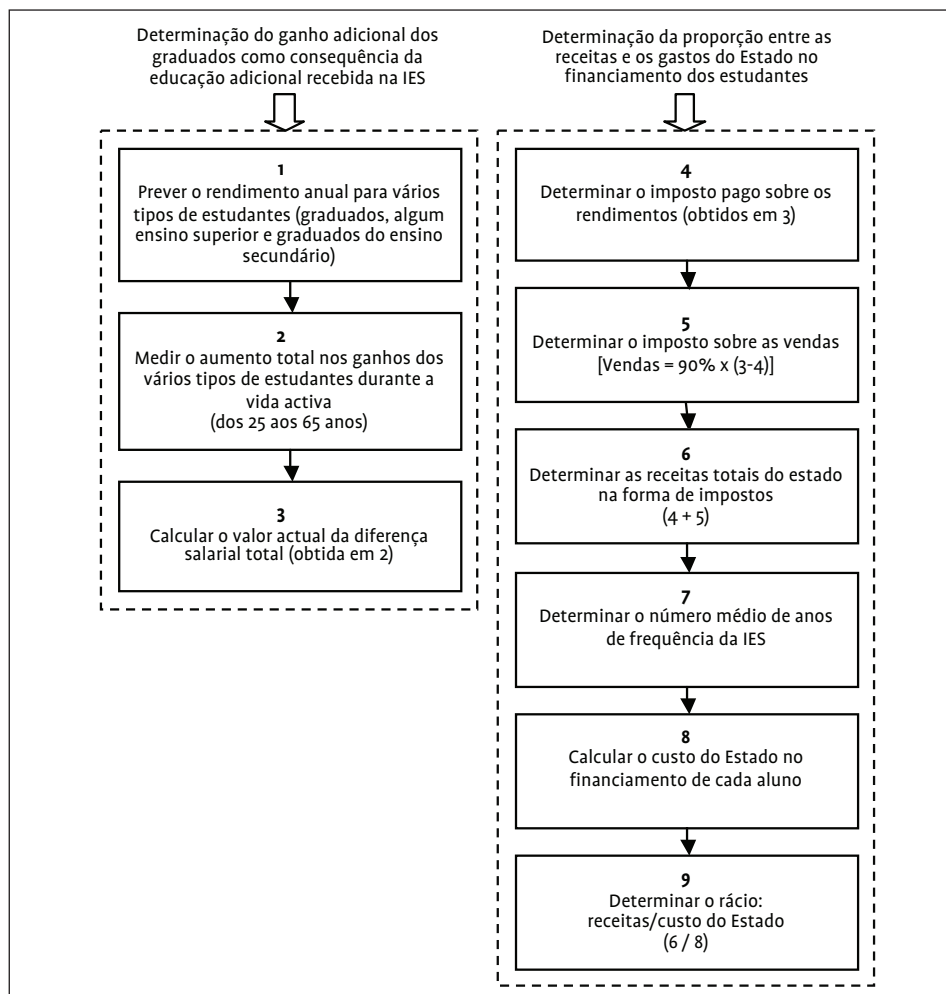 Determinação do ganho adicional dos
graduados como consequência da
educação adicional recebida na IES
1
Prever o rendimento anual para vários
tipos de estudantes (graduados, algum
ensino superior e graduados do ensino
secundário)
2
Medir o aumento total nos ganhos dos
vários tipos de estudantes durante a
vida activa
(dos 25 aos 65 anos)
3
Calcular o valor actual da diferença
salarial total (obtida em 2)
Determinação da proporção entre as
receitas e os gastos do Estado no
financiamento dos estudantes
4
Determinar o imposto pago sobre os
rendimentos (obtidos em 3)
5
Determinar o imposto sobre as vendas
[Vendas = 90% x (3-4)]
6
Determinar as receitas totais do estado
na forma de impostos
(4 + 5)
7
Determinar o número médio de anos
de frequência da IES
8
Calcular o custo do Estado no
financiamento de cada aluno
9
Determinar o rácio:
receitas/custo do Estado
(6 / 8)